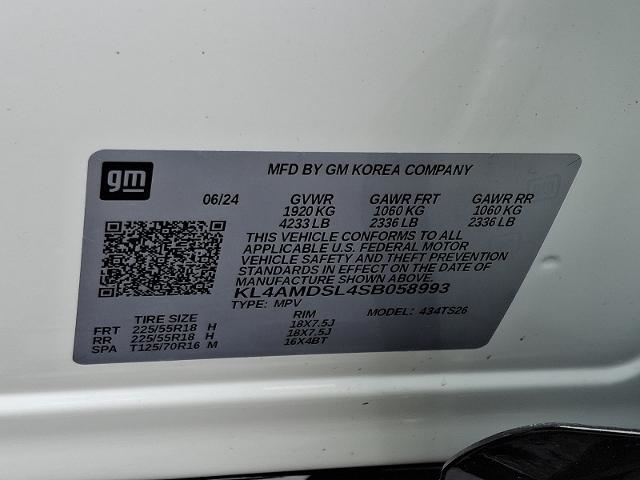 gm
MFD BY GM KOREA COMPANY
06/24 GVWR GAWR FRT GAWR RR
1920 KG 1060 KG 1060 KG
4233 LB 2336 LB 2336 LB
THIS VEHICLE CONFORMS TO ALL
APPLICABLE U.S. FEDERAL MOTOR
VEHICLE SAFETY AND THEFT PREVENTION
STANDARDS IN EFFECT ON THE DATE OF
MANUFACTURE SHOWN ABOVE.
KL4AMDSL4SB058993
TYPE: MPV MODEL: 434TS26
TIRE SIZE RIM
FRT 225/55R18 H 18X7.5J
RR 225/55R18 H 18X7.5J
SPA T125/70R16 M 16X4BT